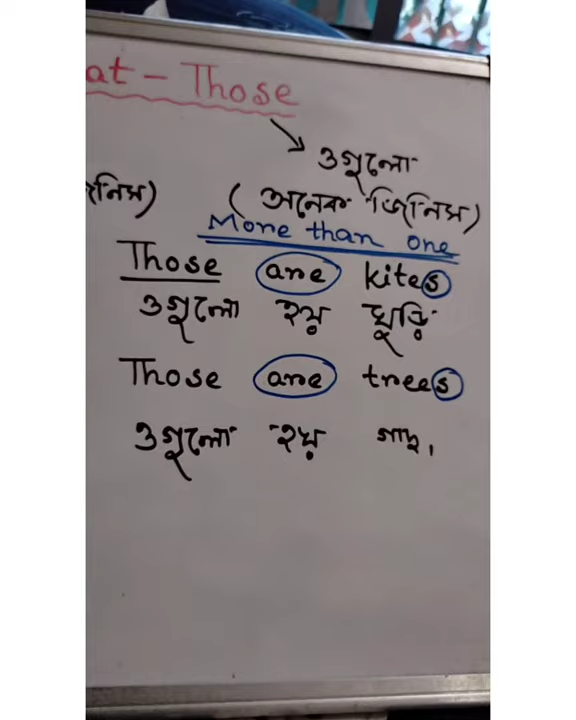 at - Those
ওগুলো
নিস) (অনেক জিনিস)
More than one
Those are kites
ওগুলো হয় ঘুড়ি
Those are trees
ওগুলো হয় গাছ।